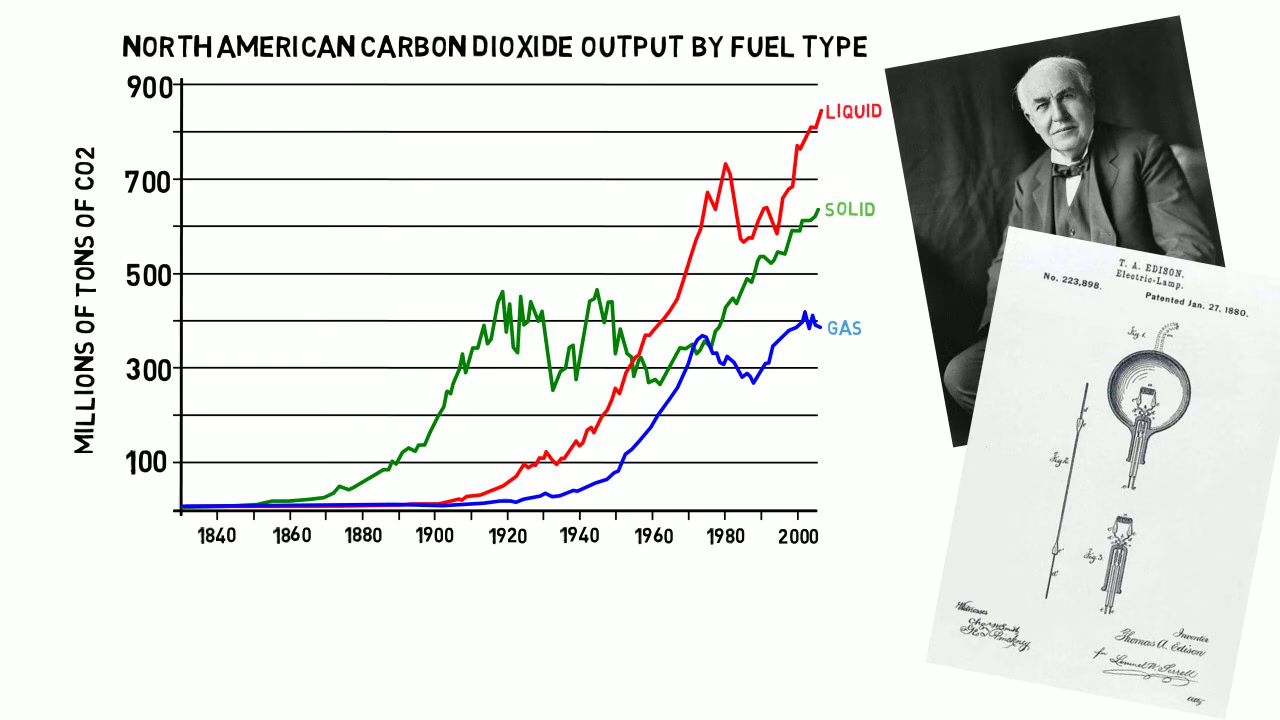 NORTH AMERICAN CARBON DIOXIDE OUTPUT BY FUEL TYPE
MILLIONS OF TONS OF CO2
900
700
500
300
100
1840 1860 1880 1900 1920 1940 1960 1980 2000
LIQUID
SOLID
GAS
T. A. EDISON.
Electric-Lamp.
No. 223,898.
Patented Jan. 27, 1880.
Fig 1.
Fig 2.
Fig 3.
Witnesses
Inventor
Thomas A. Edison
for Lemuel W. Serrell
atty